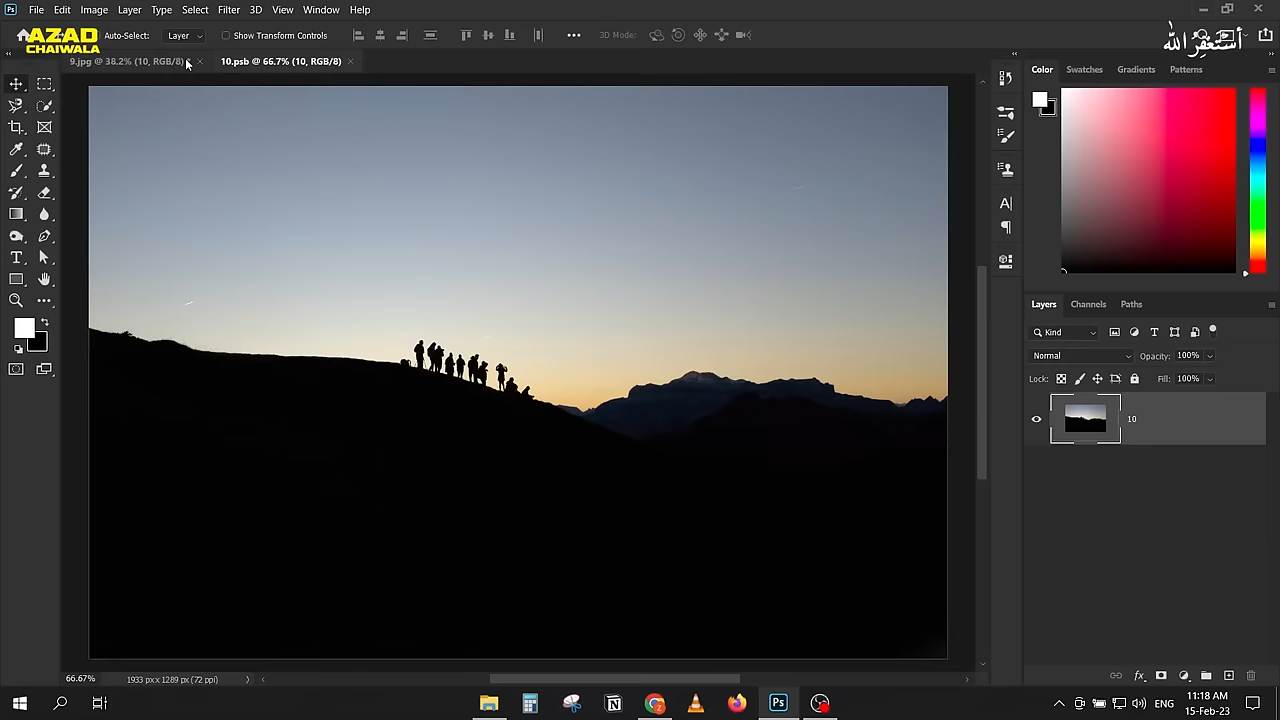 File Edit Image Layer Type Select Filter 3D View Window Help
AZAD
CHAIWALA
Auto-Select: Layer Show Transform Controls 3D Mode:
أستغفر الله
9.jpg @ 38.2% (10, RGB/8) 10.psb @ 66.7% (10, RGB/8)
Color Swatches Gradients Patterns
Layers Channels Paths
Kind
Normal Opacity: 100%
Lock: Fill: 100%
10
66.67% 1933 px x 1289 px (72 ppi)
ENG 11:18 AM
15-Feb-23